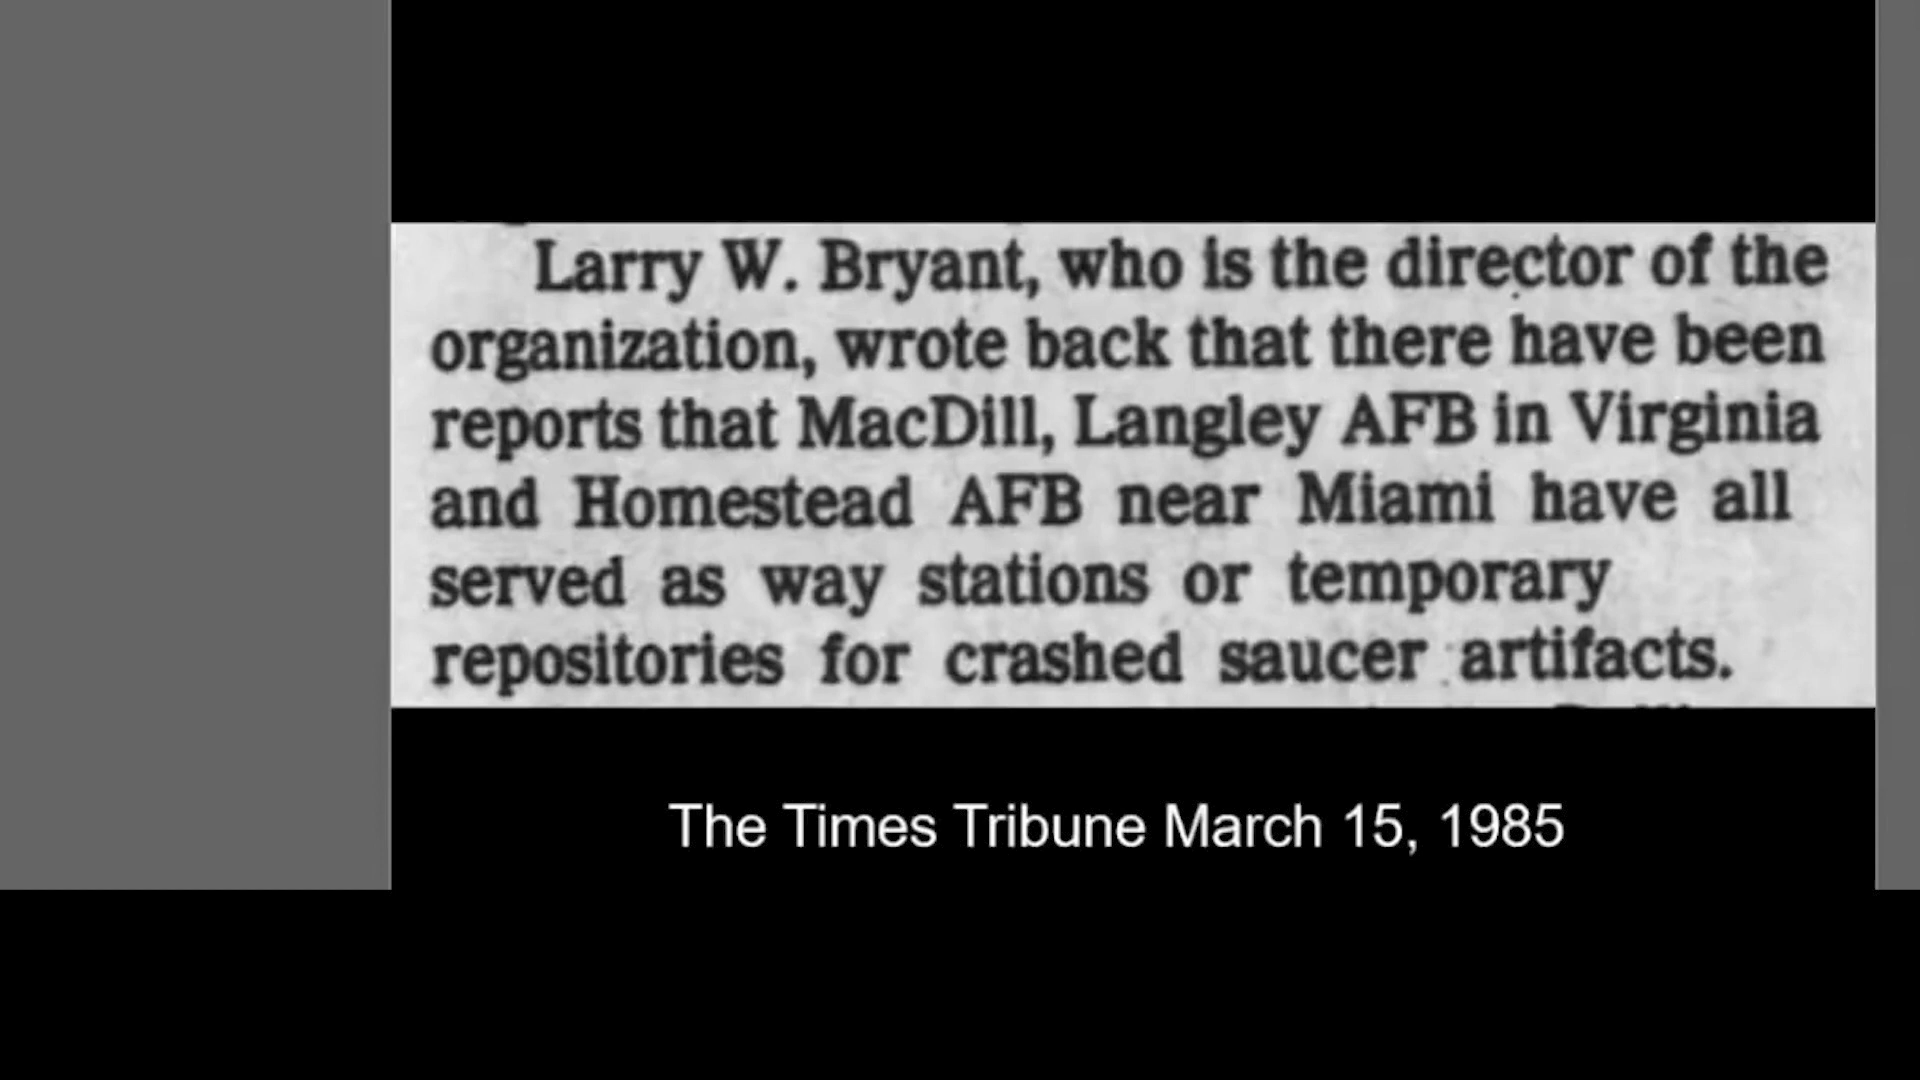 Larry W. Bryant, who is the director of the
organization, wrote back that there have been
reports that MacDill, Langley AFB in Virginia
and Homestead AFB near Miami have all
served as way stations or temporary
repositories for crashed saucer artifacts.
The Times Tribune March 15, 1985